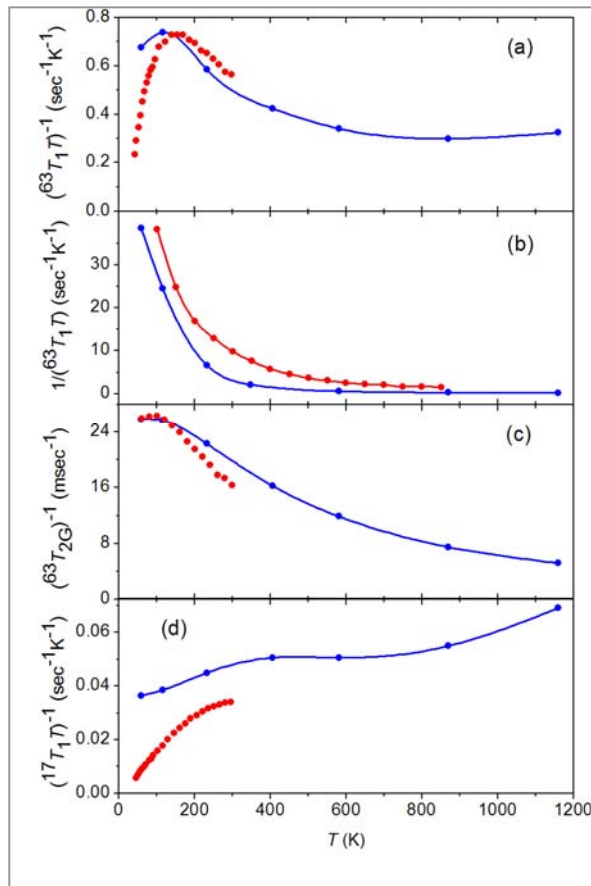 0.8
0.6
0.4
0.2
0.0
(⁶³T₁T)⁻¹ (sec⁻¹K⁻¹)
(a)
30
20
10
0
1/(⁶³T₁T) (sec⁻¹K⁻¹)
(b)
24
16
8
0
(⁶³T₂G)⁻¹ (msec⁻¹)
(c)
0.06
0.04
0.02
0.00
(¹⁷T₁T)⁻¹ (sec⁻¹K⁻¹)
(d)
0 200 400 600 800 1000 1200
T (K)